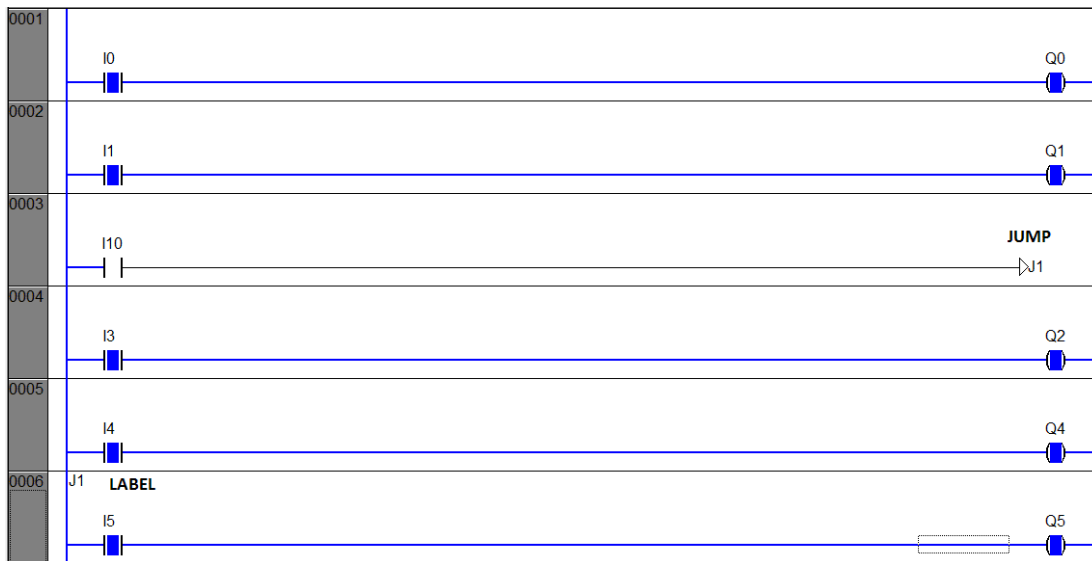 0001
I0 Q0
0002
I1 Q1
0003
I10 JUMP
J1
0004
I3 Q2
0005
I4 Q4
0006 J1 LABEL
I5 Q5